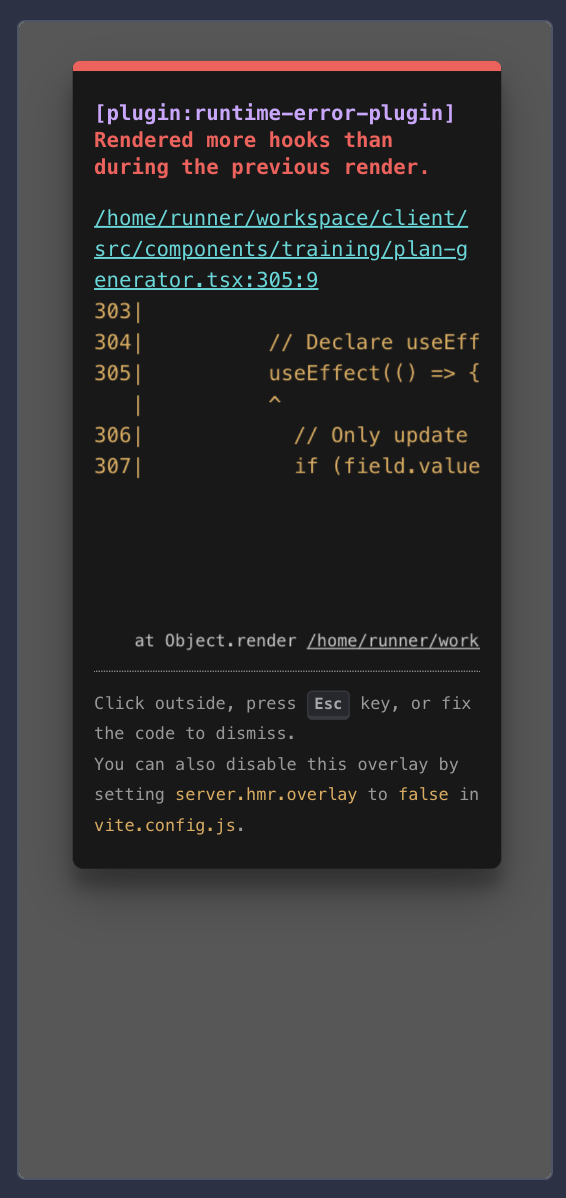 [plugin:runtime-error-plugin]
Rendered more hooks than
during the previous render.
/home/runner/workspace/client/
src/components/training/plan-g
enerator.tsx:305:9
303|
304|          // Declare useEff
305|          useEffect(() => {
   |          ^
306|            // Only update
307|            if (field.value
at Object.render /home/runner/work
Click outside, press Esc key, or fix
the code to dismiss.
You can also disable this overlay by
setting server.hmr.overlay to false in
vite.config.js.